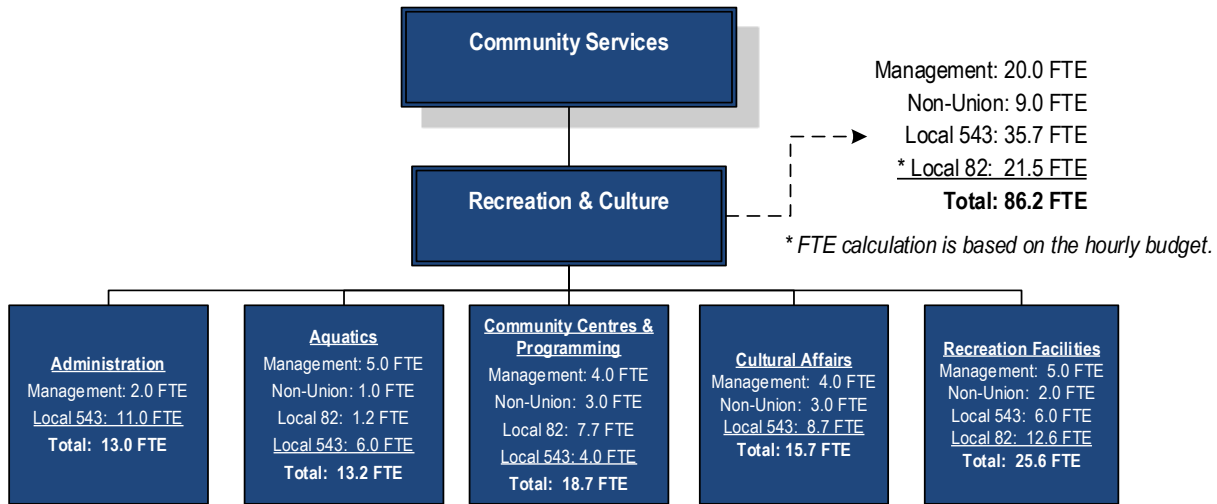 Community Services
Management: 20.0 FTE
Non-Union: 9.0 FTE
Local 543: 35.7 FTE
* Local 82: 21.5 FTE
Total: 86.2 FTE
* FTE calculation is based on the hourly budget.
Recreation & Culture
Administration
Management: 2.0 FTE
Local 543: 11.0 FTE
Total: 13.0 FTE
Aquatics
Management: 5.0 FTE
Non-Union: 1.0 FTE
Local 82: 1.2 FTE
Local 543: 6.0 FTE
Total: 13.2 FTE
Community Centres &
Programming
Management: 4.0 FTE
Non-Union: 3.0 FTE
Local 82: 7.7 FTE
Local 543: 4.0 FTE
Total: 18.7 FTE
Cultural Affairs
Management: 4.0 FTE
Non-Union: 3.0 FTE
Local 543: 8.7 FTE
Total: 15.7 FTE
Recreation Facilities
Management: 5.0 FTE
Non-Union: 2.0 FTE
Local 543: 6.0 FTE
Local 82: 12.6 FTE
Total: 25.6 FTE